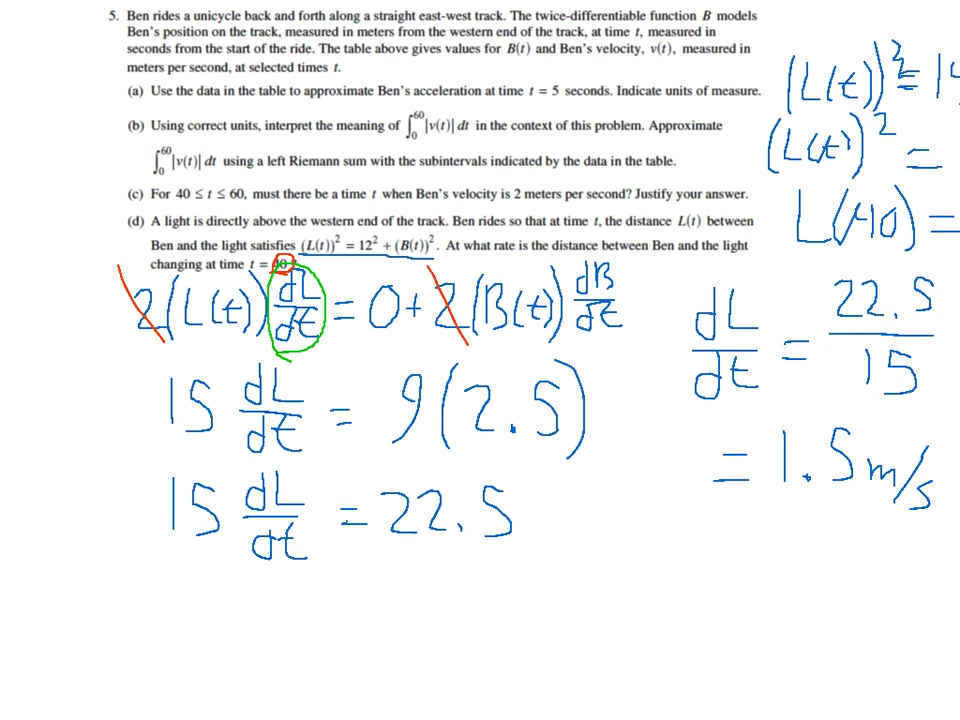 5. Ben rides a unicycle back and forth along a straight east-west track. The twice-differentiable function B models
Ben's position on the track, measured in meters from the western end of the track, at time t, measured in
seconds from the start of the ride. The table above gives values for B(t) and Ben's velocity, v(t), measured in
meters per second, at selected times t.
(a) Use the data in the table to approximate Ben's acceleration at time t = 5 seconds. Indicate units of measure.
(b) Using correct units, interpret the meaning of ∫₀⁶⁰ |v(t)| dt in the context of this problem. Approximate
∫₀⁶⁰ |v(t)| dt using a left Riemann sum with the subintervals indicated by the data in the table.
(c) For 40 ≤ t ≤ 60, must there be a time t when Ben's velocity is 2 meters per second? Justify your answer.
(d) A light is directly above the western end of the track. Ben rides so that at time t, the distance L(t) between
Ben and the light satisfies (L(t))² = 12² + (B(t))². At what rate is the distance between Ben and the light
changing at time t = 40?
2(L(t)) dL/dt = 0 + 2(B(t)) dB/dt
15 dL/dt = 9(2.5)
15 dL/dt = 22.5
(L(t))² = 14
(L(t))² =
L(40) =
dL/dt = 22.5/15
= 1.5 m/s